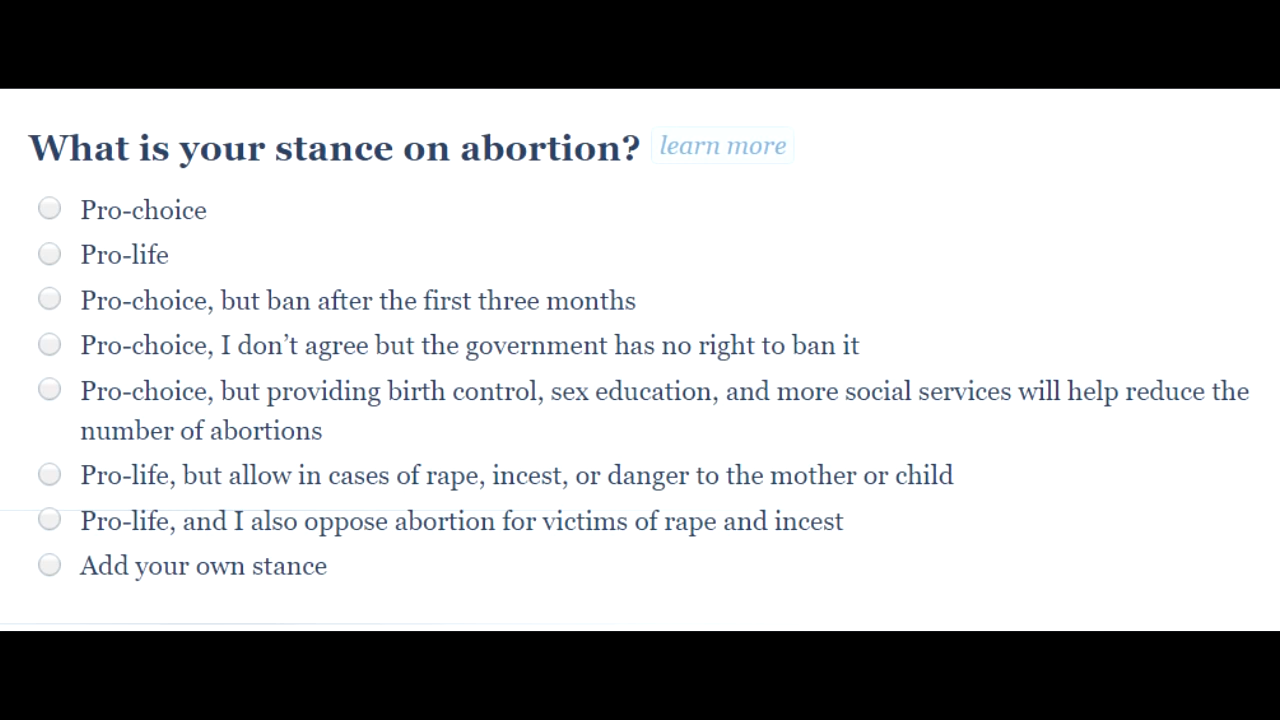 What is your stance on abortion? learn more
Pro-choice
Pro-life
Pro-choice, but ban after the first three months
Pro-choice, I don’t agree but the government has no right to ban it
Pro-choice, but providing birth control, sex education, and more social services will help reduce the
number of abortions
Pro-life, but allow in cases of rape, incest, or danger to the mother or child
Pro-life, and I also oppose abortion for victims of rape and incest
Add your own stance